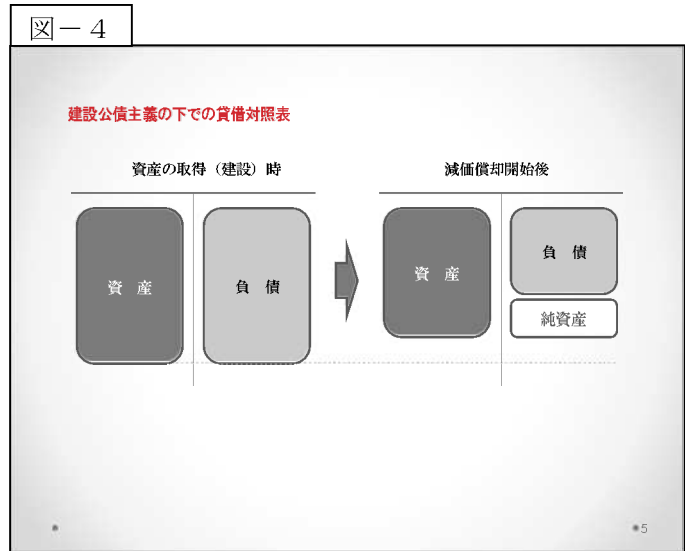 図－４
建設公債主義の下での貸借対照表
資産の取得（建設）時
減価償却開始後
資 産
負 債
資 産
負 債
純資産
5